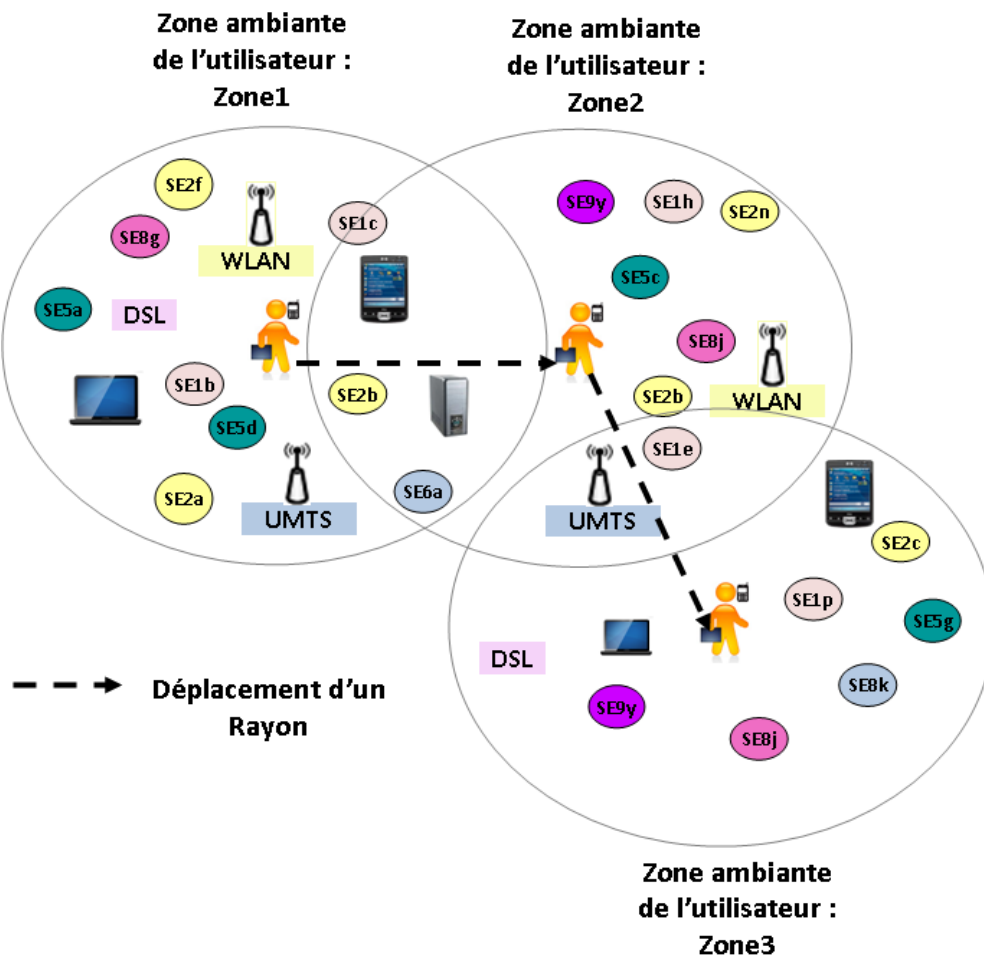 Zone ambiante
de l'utilisateur :
Zone1
Zone ambiante
de l'utilisateur :
Zone2
SE2f
SE8g
WLAN
SE1c
SE5a
DSL
SE1b
SE2b
SE5d
SE2a
UMTS
SE6a
SE9y
SE1h
SE2n
SE5c
SE8j
SE2b
WLAN
SE1e
UMTS
SE2c
SE1p
SE5g
DSL
SE8k
SE9y
SE8j
Déplacement d'un
Rayon
Zone ambiante
de l'utilisateur :
Zone3